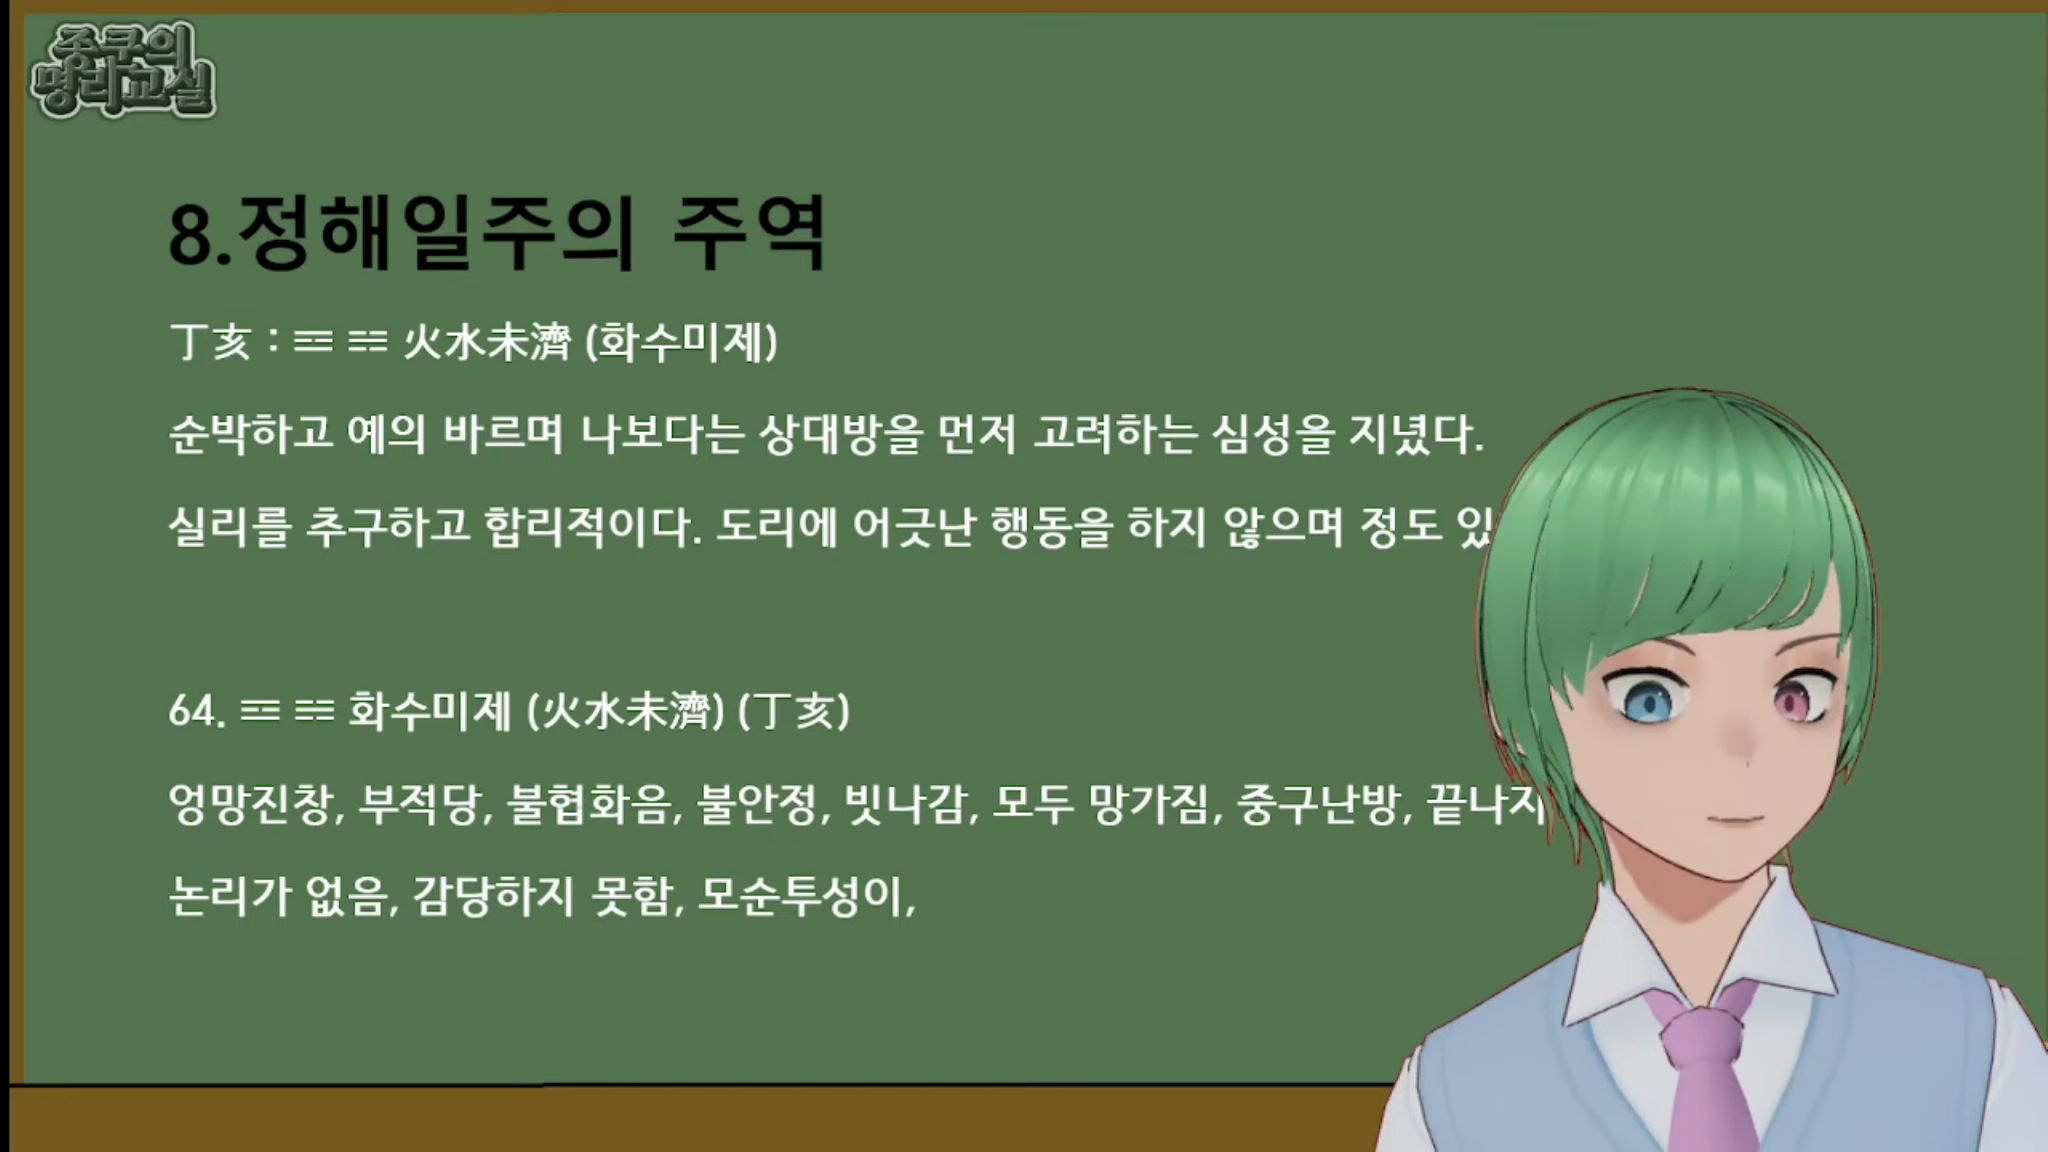 종쿠의
명리교실
8.정해일주의 주역
丁亥 : ☲ ☵ 火水未濟 (화수미제)
순박하고 예의 바르며 나보다는 상대방을 먼저 고려하는 심성을 지녔다.
실리를 추구하고 합리적이다. 도리에 어긋난 행동을 하지 않으며 정도 있
64. ☲ ☵ 화수미제 (火水未濟) (丁亥)
엉망진창, 부적당, 불협화음, 불안정, 빗나감, 모두 망가짐, 중구난방, 끝나지
논리가 없음, 감당하지 못함, 모순투성이,